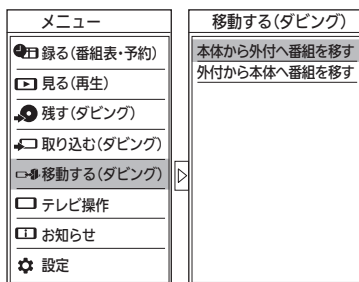 メニュー
録る(番組表・予約)
見る(再生)
残す(ダビング)
取り込む(ダビング)
移動する(ダビング)
テレビ操作
お知らせ
設定
移動する(ダビング)
本体から外付へ番組を移す
外付から本体へ番組を移す